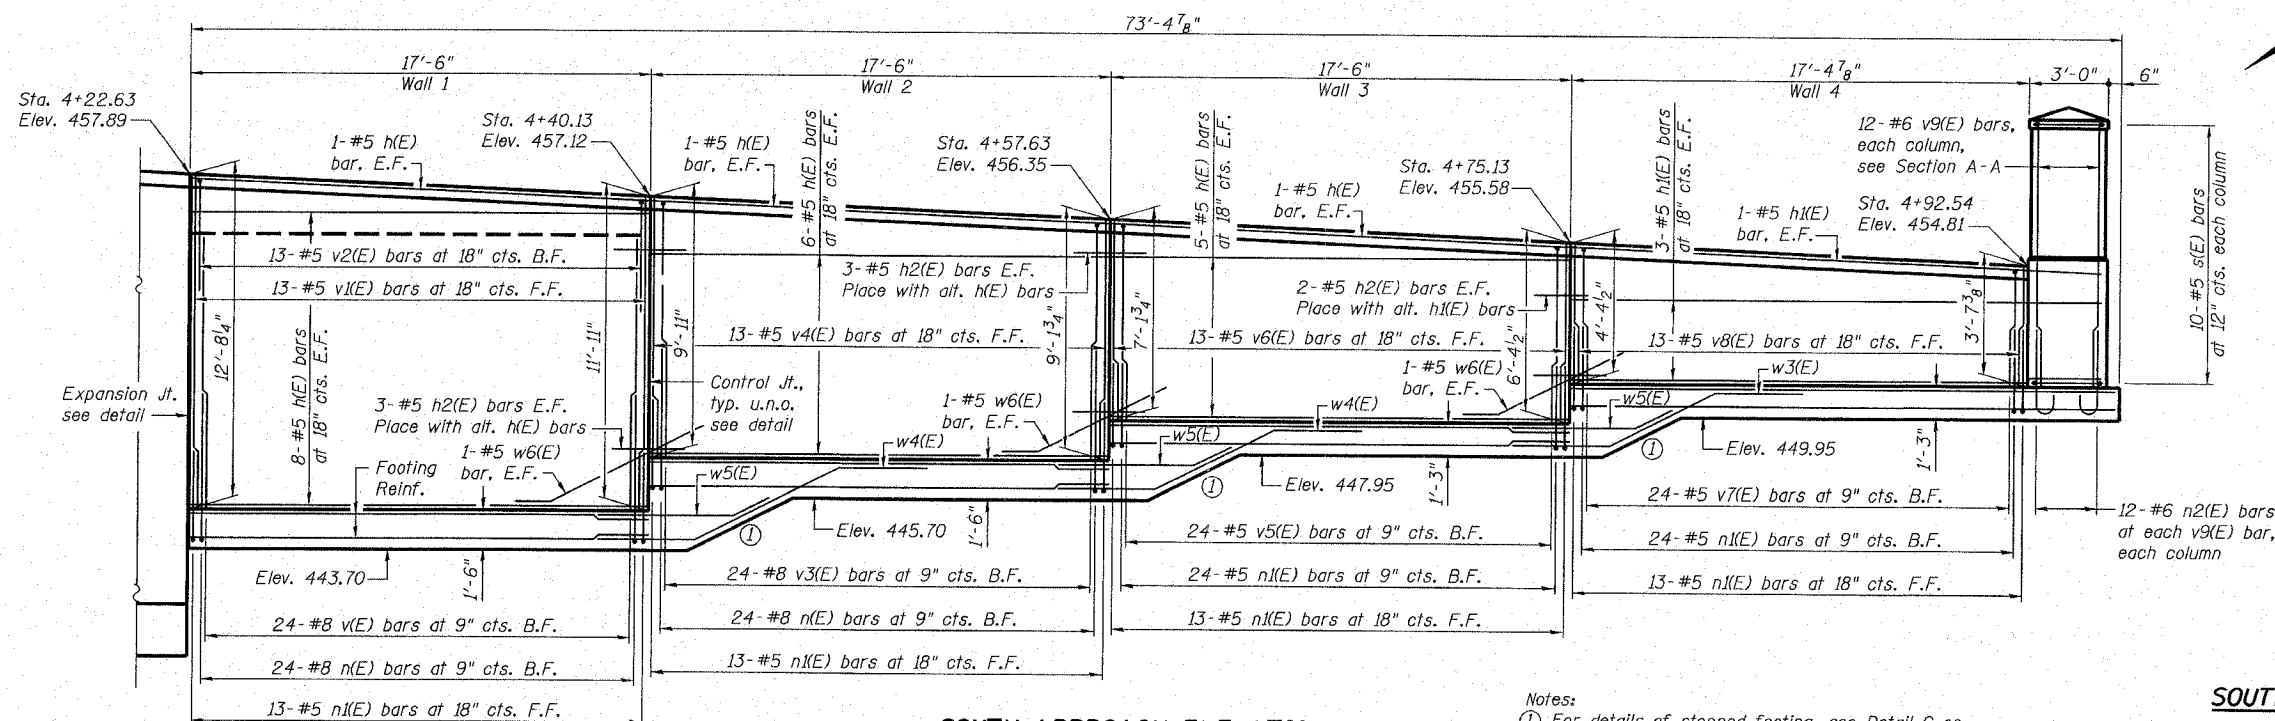 73'-4 7/8"
17'-6"
Wall 1
17'-6"
Wall 2
17'-6"
Wall 3
17'-4 7/8"
Wall 4
3'-0"
6"
Sta. 4+22.63
Elev. 457.89
1-#5 h(E)
bar, E.F.
Sta. 4+40.13
Elev. 457.12
1-#5 h(E)
bar, E.F.
6-#5 h(E) bars
at 18" cts. E.F.
Sta. 4+57.63
Elev. 456.35
5-#5 h(E) bars
at 18" cts. E.F.
1-#5 h(E)
bar, E.F.
Sta. 4+75.13
Elev. 455.58
3-#5 h1(E) bars
at 18" cts. E.F.
1-#5 h1(E)
bar, E.F.
12-#6 v9(E) bars,
each column,
see Section A-A
Sta. 4+92.54
Elev. 454.81
10-#5 s(E) bars
at 12" cts. each column
13-#5 v2(E) bars at 18" cts. B.F.
13-#5 v1(E) bars at 18" cts. F.F.
12'-8 1/4"
8-#5 h(E) bars
at 18" cts. E.F.
11'-11"
9'-11"
3-#5 h2(E) bars E.F.
Place with alt. h(E) bars
13-#5 v4(E) bars at 18" cts. F.F.
9'-1 3/4"
7'-1 3/4"
2-#5 h2(E) bars E.F.
Place with alt. h1(E) bars
13-#5 v6(E) bars at 18" cts. F.F.
6'-4 1/2"
4'-4 1/2"
13-#5 v8(E) bars at 18" cts. F.F.
3'-7 3/8"
Expansion Jt.
see detail
3-#5 h2(E) bars E.F.
Place with alt. h(E) bars
1-#5 w6(E)
bar, E.F.
Footing
Reinf.
Control Jt.,
typ. u.n.o.
see detail
w5(E)
w4(E)
1-#5 w6(E)
bar, E.F.
w5(E)
w4(E)
1-#5 w6(E)
bar, E.F.
w5(E)
w3(E)
1
1
1
Elev. 443.70
1'-6"
Elev. 445.70
1'-6"
Elev. 447.95
1'-3"
Elev. 449.95
1'-3"
24-#8 v(E) bars at 9" cts. B.F.
24-#8 n(E) bars at 9" cts. B.F.
13-#5 n1(E) bars at 18" cts. F.F.
24-#8 v3(E) bars at 9" cts. B.F.
24-#8 n(E) bars at 9" cts. B.F.
13-#5 n1(E) bars at 18" cts. F.F.
24-#5 v5(E) bars at 9" cts. B.F.
24-#5 n1(E) bars at 9" cts. B.F.
13-#5 n1(E) bars at 18" cts. F.F.
24-#5 v7(E) bars at 9" cts. B.F.
24-#5 n1(E) bars at 9" cts. B.F.
13-#5 n1(E) bars at 18" cts. F.F.
12-#6 n2(E) bars
at each v9(E) bar,
each column
Notes:
SOUT